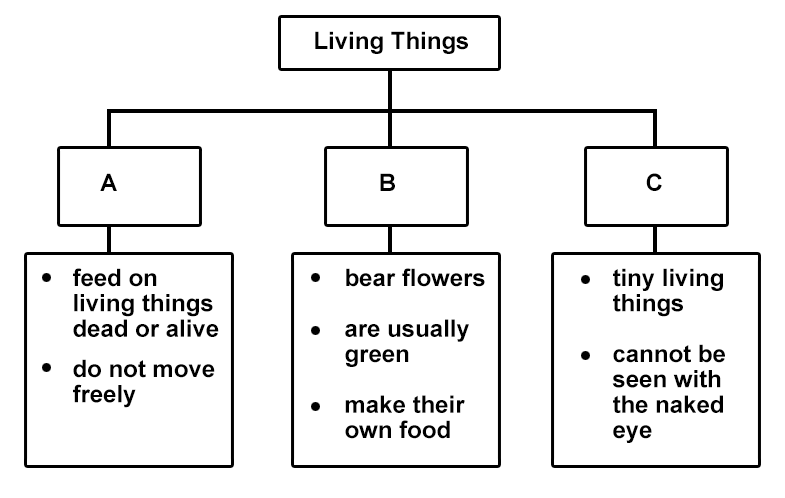 Living Things
A
B
C
feed on
living things
dead or alive
do not move
freely
bear flowers
are usually
green
make their
own food
tiny living
things
cannot be
seen with
the naked
eye